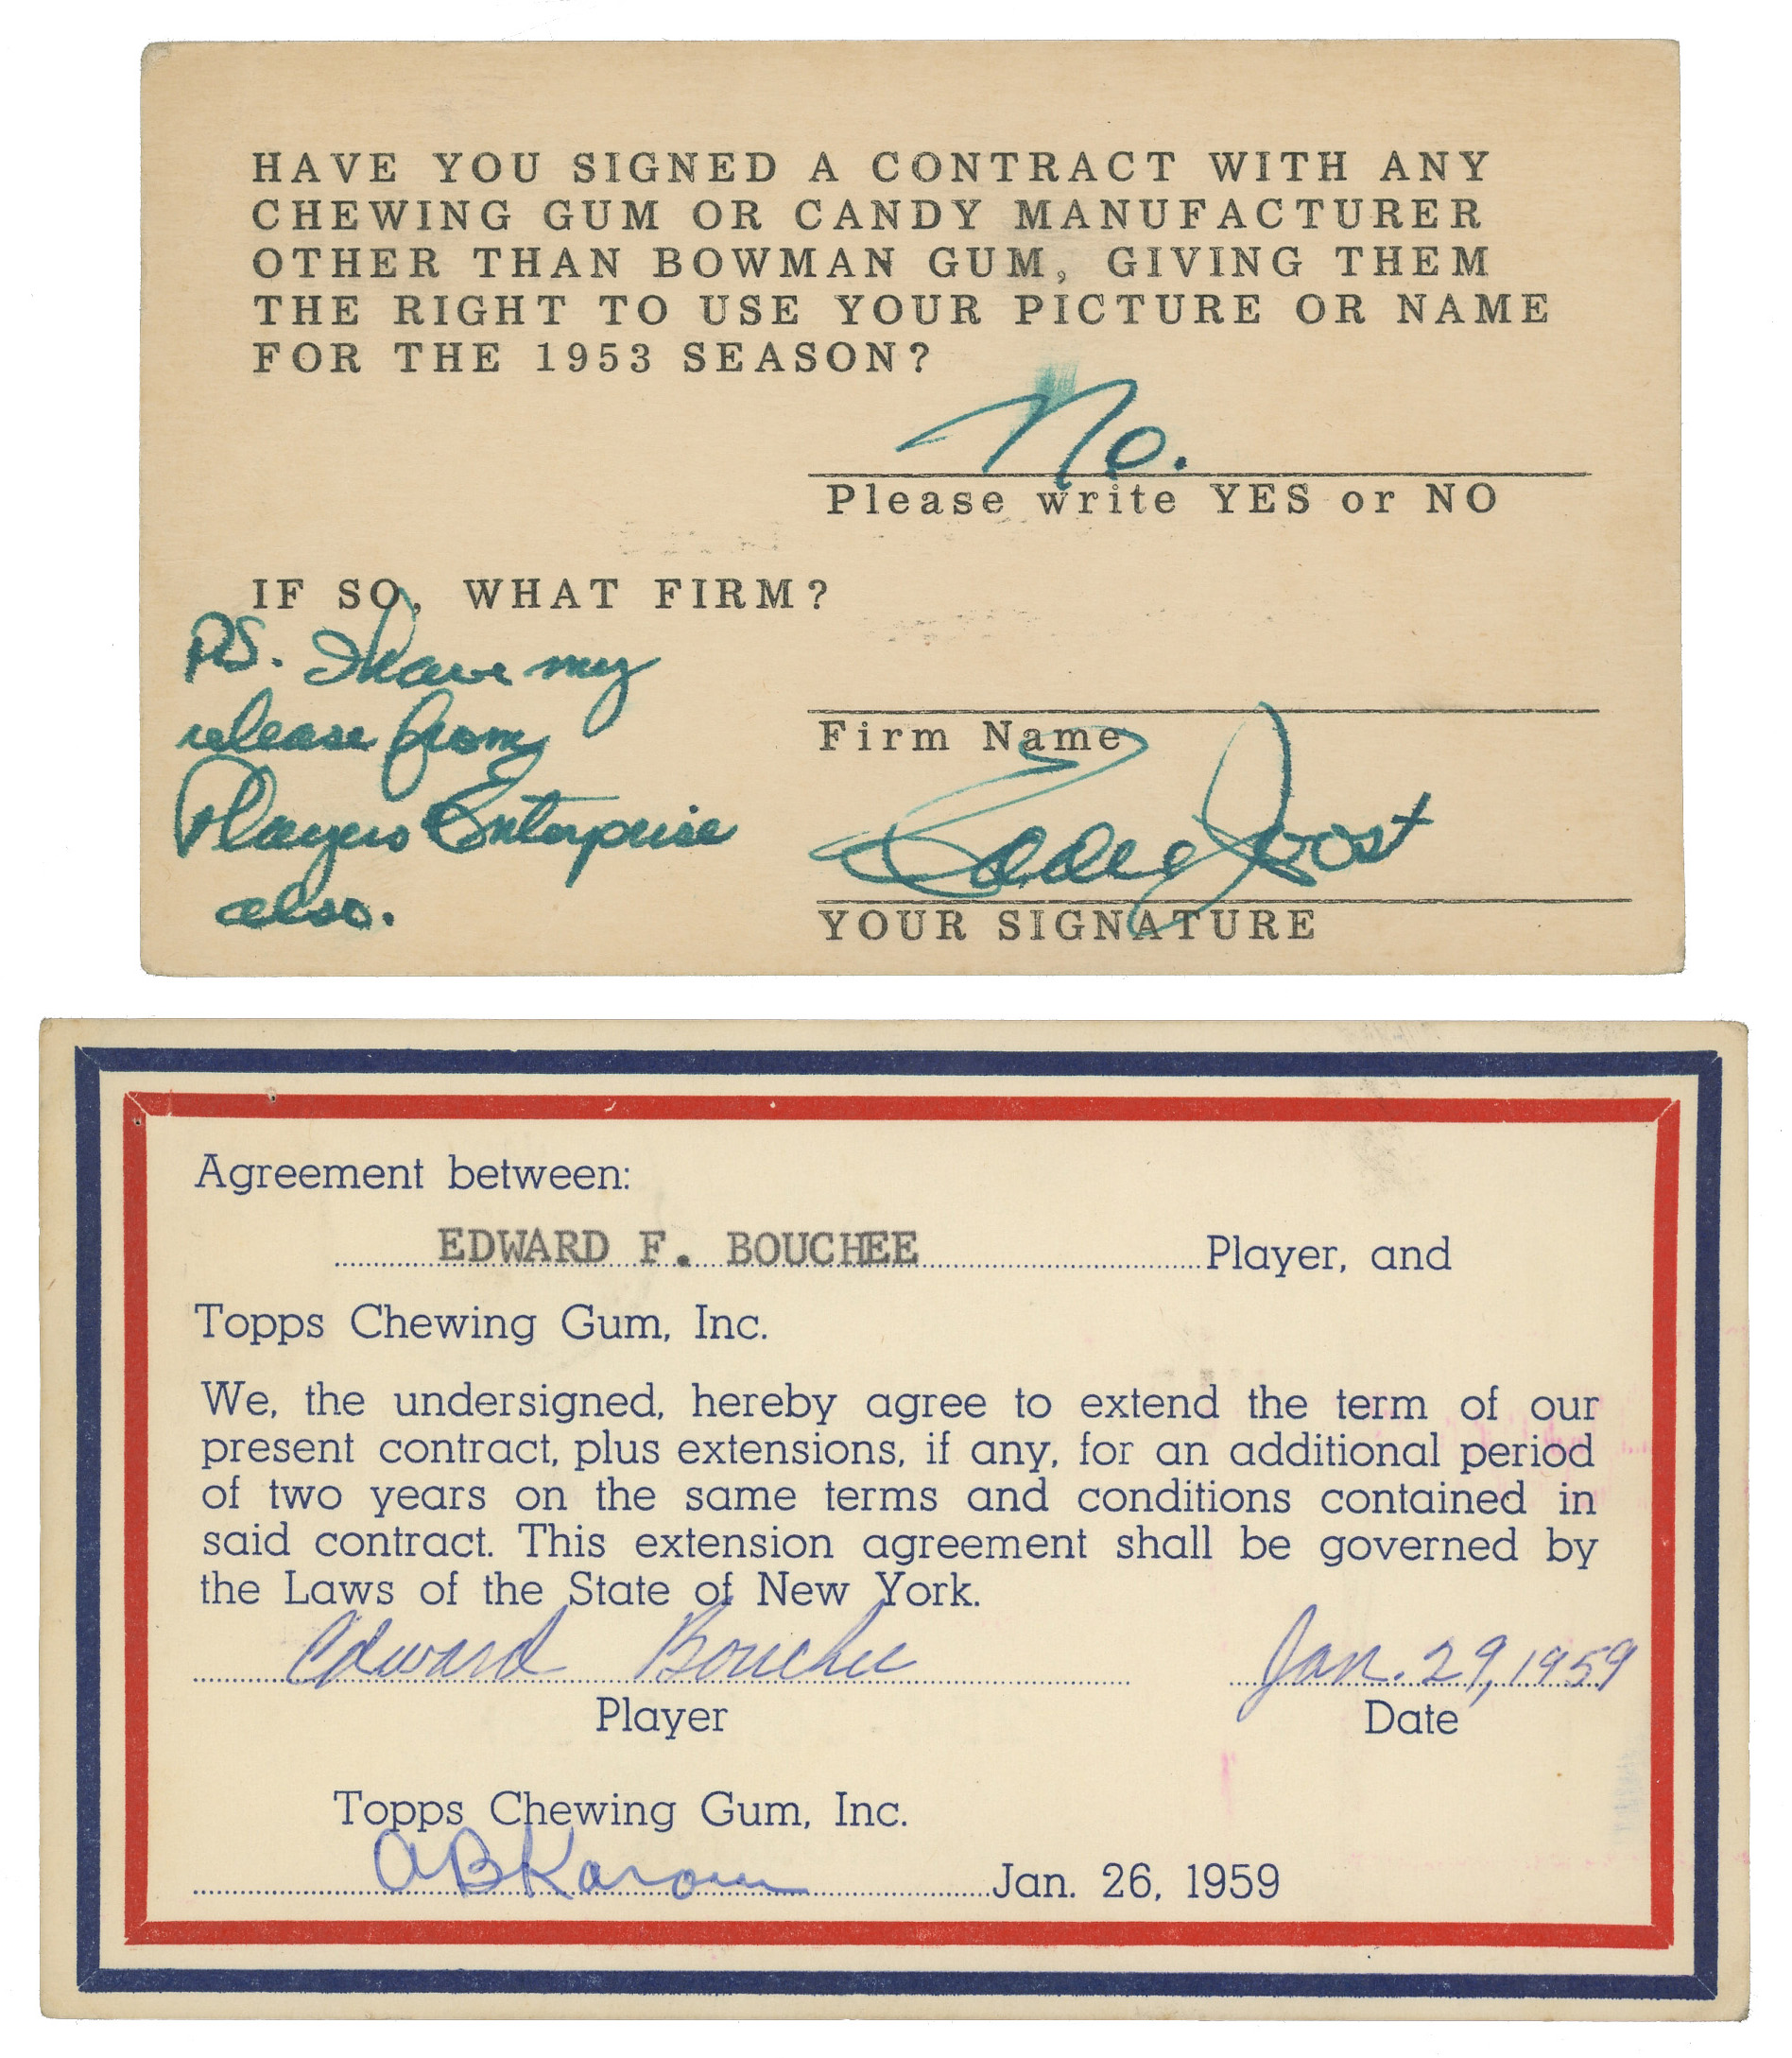 HAVE YOU SIGNED A CONTRACT WITH ANY
CHEWING GUM OR CANDY MANUFACTURER
OTHER THAN BOWMAN GUM, GIVING THEM
THE RIGHT TO USE YOUR PICTURE OR NAME
FOR THE 1953 SEASON?
No.
Please write YES or NO
IF SO, WHAT FIRM?
PS. I have my
release from
Players Enterprise
also.
Firm Name
Eddie Joost
YOUR SIGNATURE
Agreement between:
EDWARD F. BOUCHEE Player, and
Topps Chewing Gum, Inc.
We, the undersigned, hereby agree to extend the term of our
present contract, plus extensions, if any, for an additional period
of two years on the same terms and conditions contained in
said contract. This extension agreement shall be governed by
the Laws of the State of New York.
Edward Bouchee Jan. 29, 1959
Player Date
Topps Chewing Gum, Inc.
Jan. 26, 1959